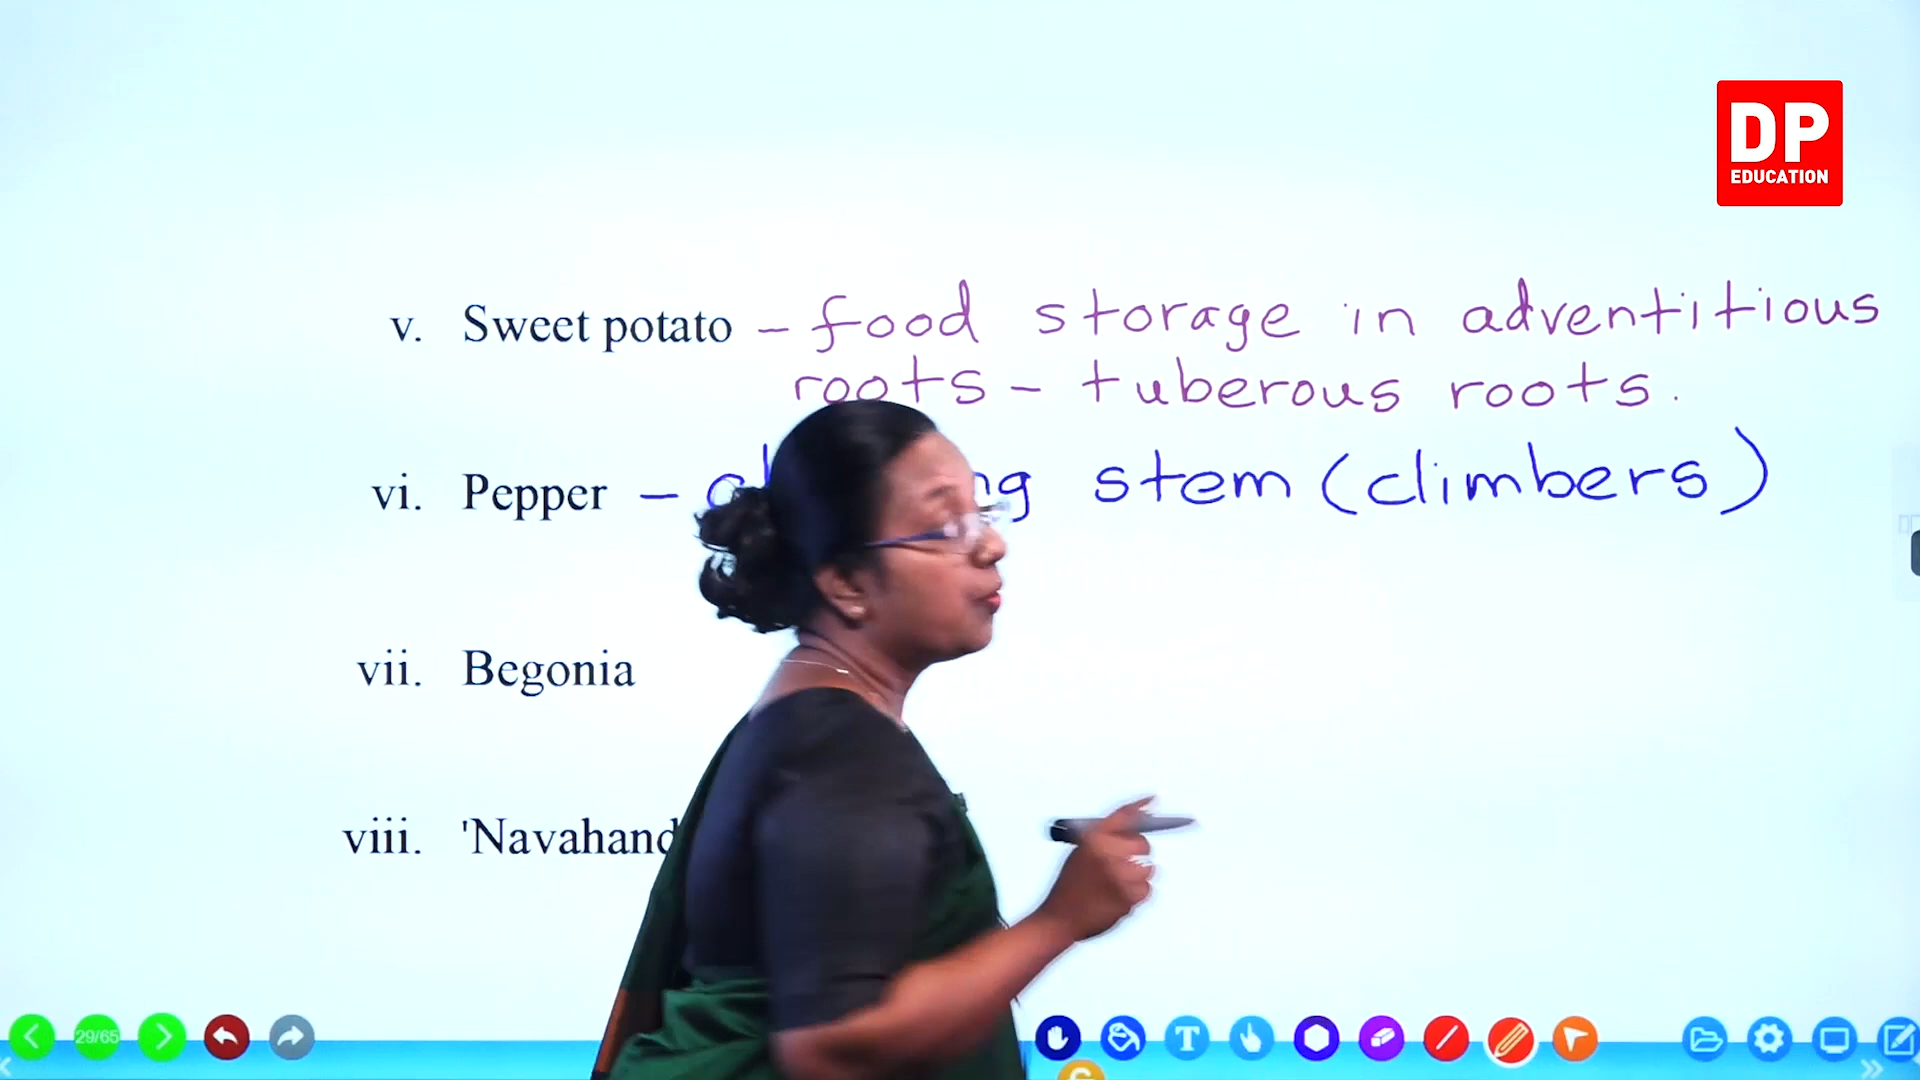 DP
EDUCATION
v. Sweet potato – food storage in adventitious
roots – tuberous roots.
vi. Pepper – stem (climbers)
vii. Begonia
viii. 'Navahand
29/65